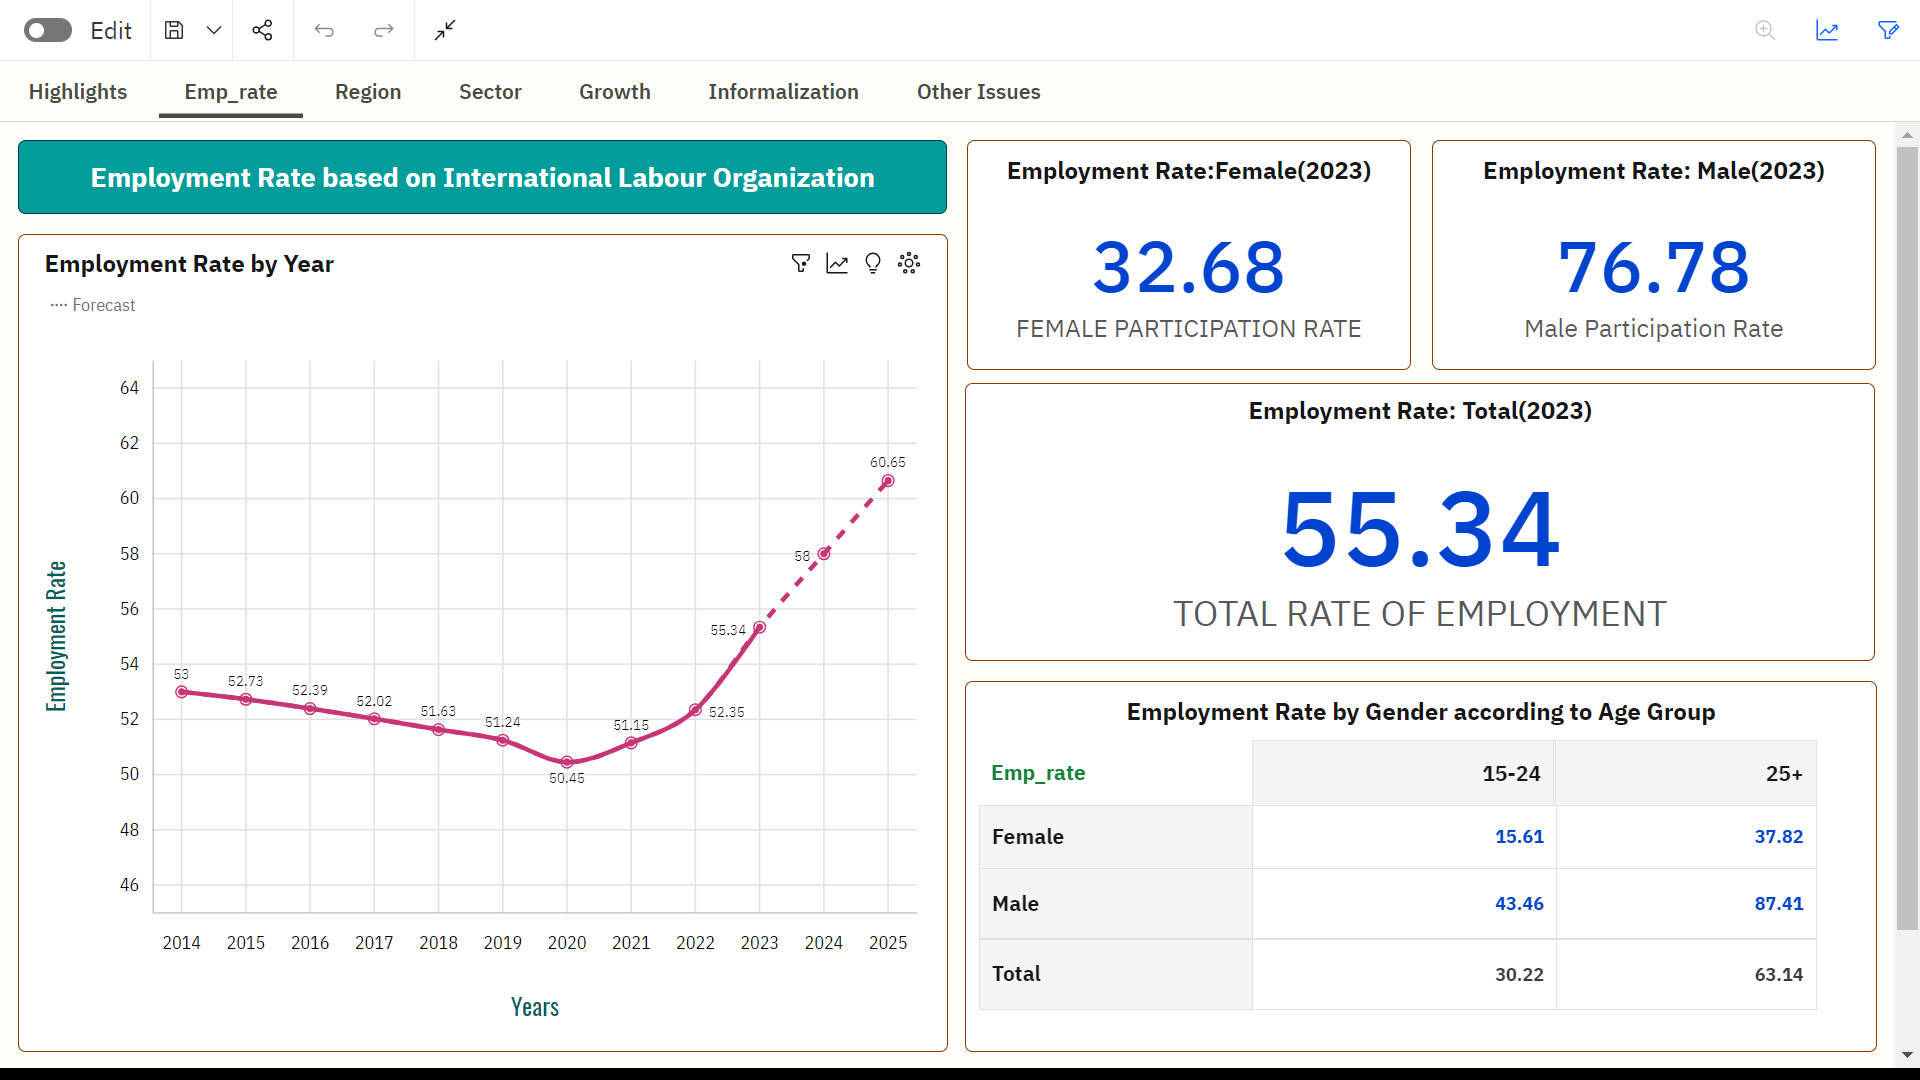 Edit
Highlights Emp_rate Region Sector Growth Informalization Other Issues
Employment Rate based on International Labour Organization
Employment Rate by Year
Forecast
Employment Rate
64
62
60
58
56
54
52
50
48
46
53 52.73 52.39 52.02 51.63 51.24 50.45 51.15 52.35 55.34 58 60.65
2014 2015 2016 2017 2018 2019 2020 2021 2022 2023 2024 2025
Years
Employment Rate:Female(2023)
32.68
FEMALE PARTICIPATION RATE
Employment Rate: Male(2023)
76.78
Male Participation Rate
Employment Rate: Total(2023)
55.34
TOTAL RATE OF EMPLOYMENT
Employment Rate by Gender according to Age Group
Emp_rate 15-24 25+
Female 15.61 37.82
Male 43.46 87.41
Total 30.22 63.14